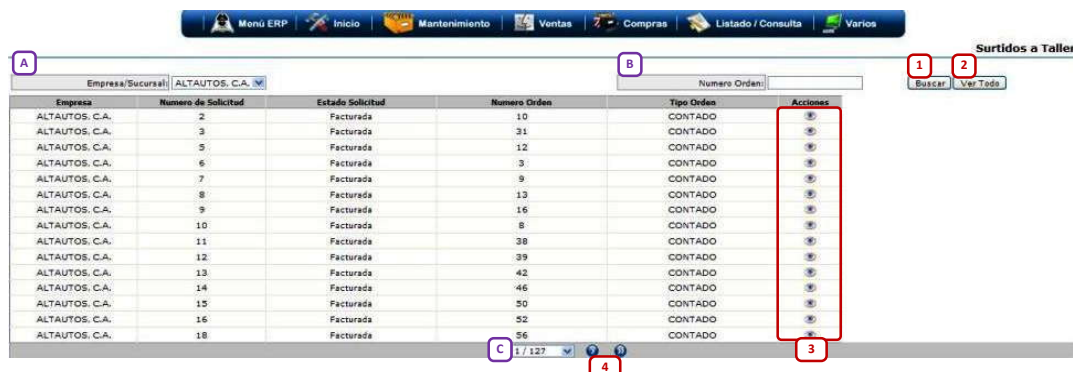 Menú ERP Inicio Mantenimiento Ventas Compras Listado / Consulta Varios
Surtidos a Taller
A B 1 2
Empresa/Sucursal: ALTAUTOS. C.A. Numero Orden: Buscar Ver Todo
Empresa Numero de Solicitud Estado Solicitud Numero Orden Tipo Orden Acciones
ALTAUTOS. C.A. 2 Facturada 10 CONTADO
ALTAUTOS. C.A. 3 Facturada 31 CONTADO
ALTAUTOS. C.A. 5 Facturada 12 CONTADO
ALTAUTOS. C.A. 6 Facturada 3 CONTADO
ALTAUTOS. C.A. 7 Facturada 9 CONTADO
ALTAUTOS. C.A. 8 Facturada 13 CONTADO
ALTAUTOS. C.A. 9 Facturada 16 CONTADO
ALTAUTOS. C.A. 10 Facturada 8 CONTADO
ALTAUTOS. C.A. 11 Facturada 38 CONTADO
ALTAUTOS. C.A. 12 Facturada 39 CONTADO
ALTAUTOS. C.A. 13 Facturada 42 CONTADO
ALTAUTOS. C.A. 14 Facturada 46 CONTADO
ALTAUTOS. C.A. 15 Facturada 50 CONTADO
ALTAUTOS. C.A. 16 Facturada 52 CONTADO
ALTAUTOS. C.A. 18 Facturada 56 CONTADO
C 1 / 127 3
4